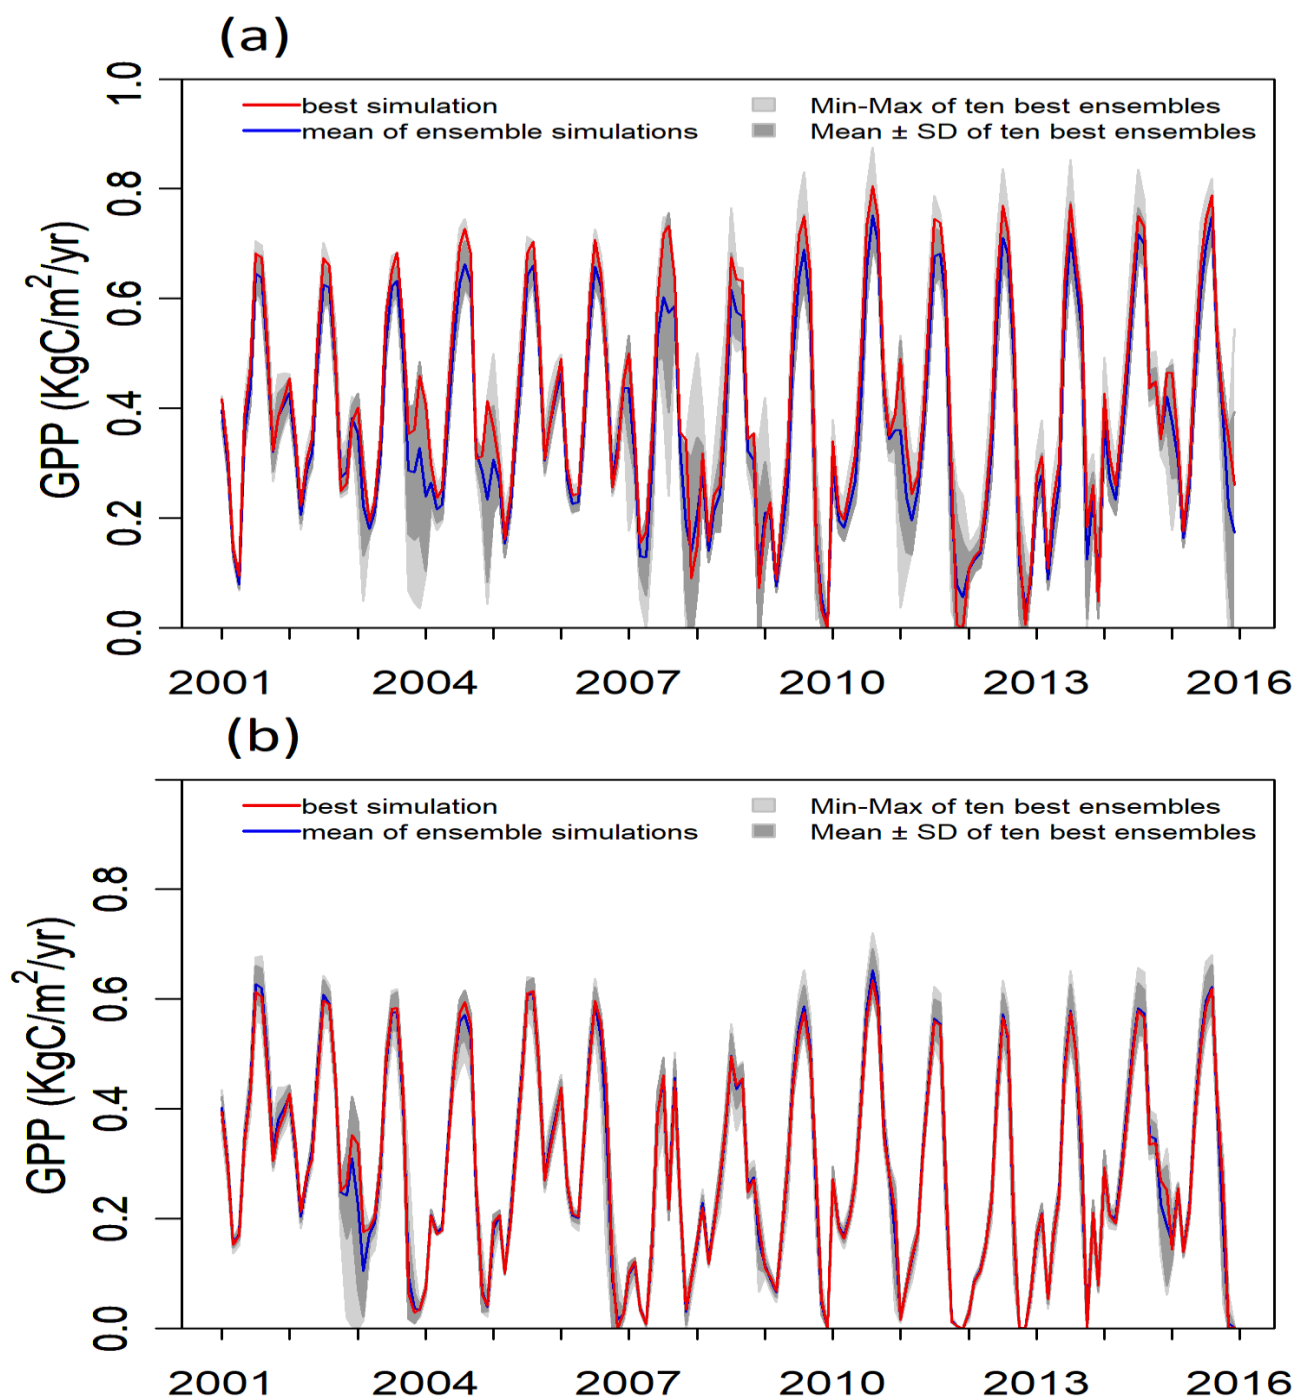 (a)
1.0
best simulation
Min-Max of ten best ensembles
mean of ensemble simulations
Mean ± SD of ten best ensembles
0.8
0.6
GPP (KgC/m²/yr)
0.4
0.2
0.0
2001 2004 2007 2010 2013 2016
(b)
best simulation
Min-Max of ten best ensembles
mean of ensemble simulations
Mean ± SD of ten best ensembles
0.8
0.6
GPP (KgC/m²/yr)
0.4
0.2
0.0
2001 2004 2007 2010 2013 2016